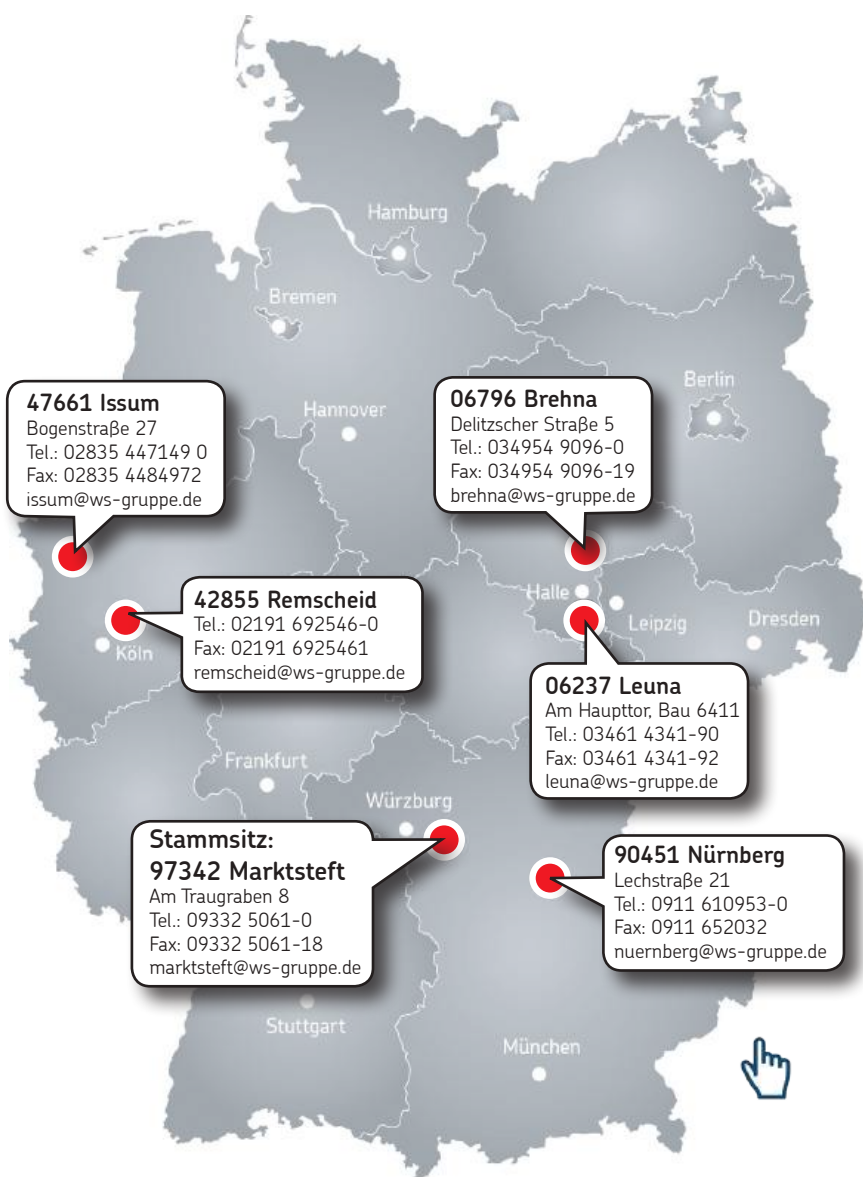 Hamburg
Bremen
Hannover
Berlin
47661 Issum
Bogenstraße 27
Tel.: 02835 447149 0
Fax: 02835 4484972
issum@ws-gruppe.de
06796 Brehna
Delitzscher Straße 5
Tel.: 034954 9096-0
Fax: 034954 9096-19
brehna@ws-gruppe.de
42855 Remscheid
Tel.: 02191 692546-0
Fax: 02191 6925461
remscheid@ws-gruppe.de
Köln
Halle
Leipzig
Dresden
06237 Leuna
Am Haupttor, Bau 6411
Tel.: 03461 4341-90
Fax: 03461 4341-92
leuna@ws-gruppe.de
Frankfurt
Würzburg
Stammsitz:
97342 Marktsteft
Am Traugraben 8
Tel.: 09332 5061-0
Fax: 09332 5061-18
marktsteft@ws-gruppe.de
90451 Nürnberg
Lechstraße 21
Tel.: 0911 610953-0
Fax: 0911 652032
nuernberg@ws-gruppe.de
Stuttgart
München